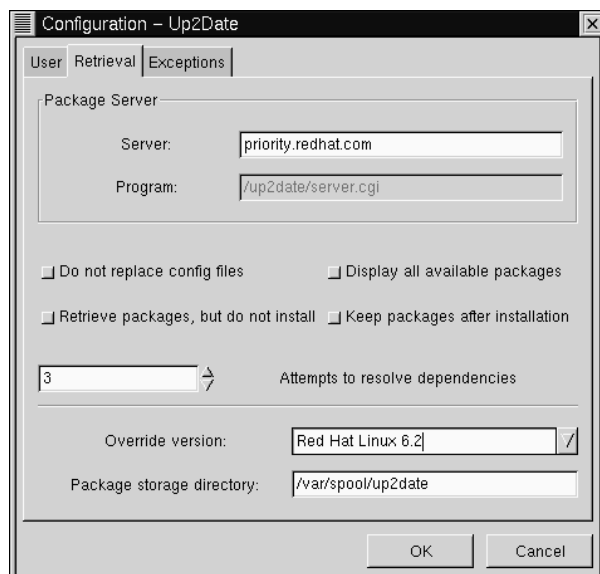 Configuration – Up2Date
User Retrieval Exceptions
Package Server
Server: priority.redhat.com
Program: /up2date/server.cgi
Do not replace config files Display all available packages
Retrieve packages, but do not install Keep packages after installation
3 Attempts to resolve dependencies
Override version: Red Hat Linux 6.2
Package storage directory: /var/spool/up2date
OK Cancel